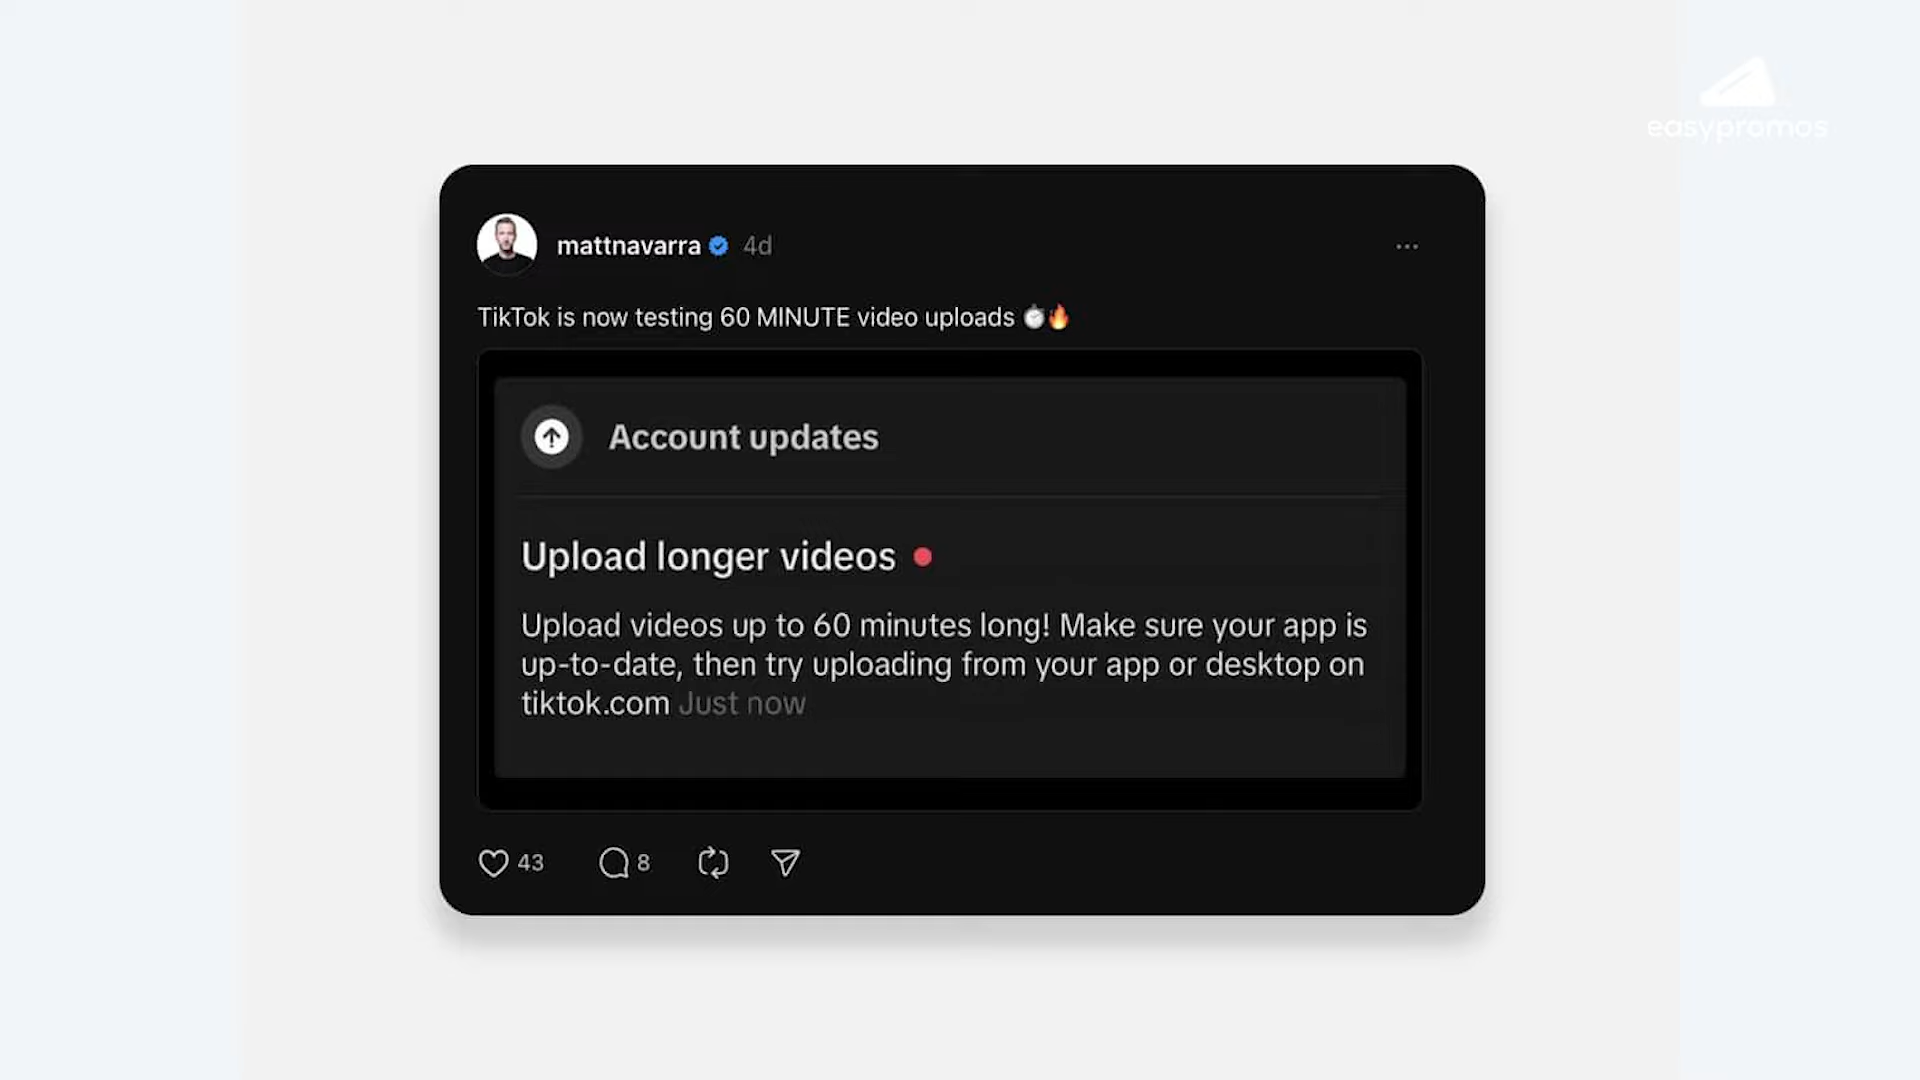 easypromos
mattnavarra 4d
TikTok is now testing 60 MINUTE video uploads ⏱️🔥
Account updates
Upload longer videos
Upload videos up to 60 minutes long! Make sure your app is
up-to-date, then try uploading from your app or desktop on
tiktok.com Just now
43 8